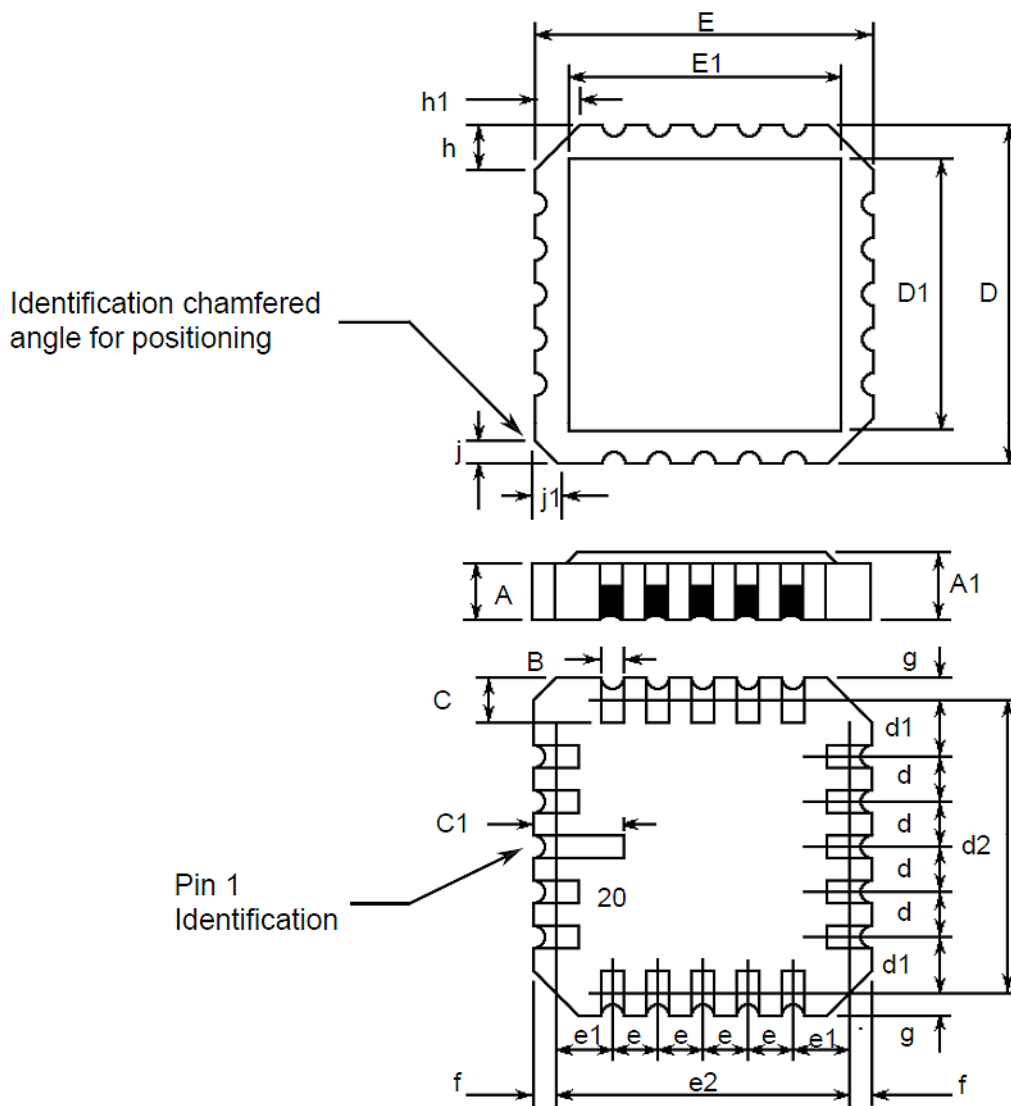 E
E1
h1
h
D1
D
Identification chamfered
angle for positioning
j
j1
A
A1
B
g
C
d1
d
C1
d
d2
d
Pin 1
Identification
20
d
d1
e1 e e e e e1
g
f
e2
f